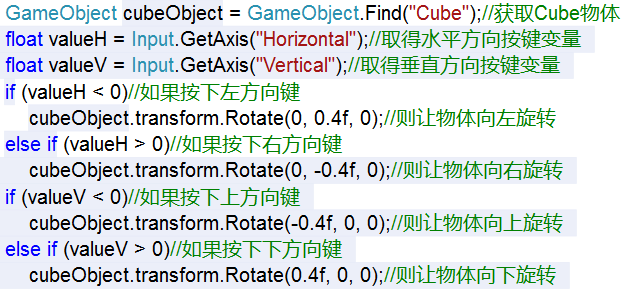 GameObject cubeObject = GameObject.Find("Cube");//获取Cube物体
float valueH = Input.GetAxis("Horizontal");//取得水平方向按键变量
float valueV = Input.GetAxis("Vertical");//取得垂直方向按键变量
if (valueH < 0)//如果按下左方向键
cubeObject.transform.Rotate(0, 0.4f, 0);//则让物体向左旋转
else if (valueH > 0)//如果按下右方向键
cubeObject.transform.Rotate(0, -0.4f, 0);//则让物体向右旋转
if (valueV < 0)//如果按下上方向键
cubeObject.transform.Rotate(-0.4f, 0, 0);//则让物体向上旋转
else if (valueV > 0)//如果按下下方向键
cubeObject.transform.Rotate(0.4f, 0, 0);//则让物体向下旋转